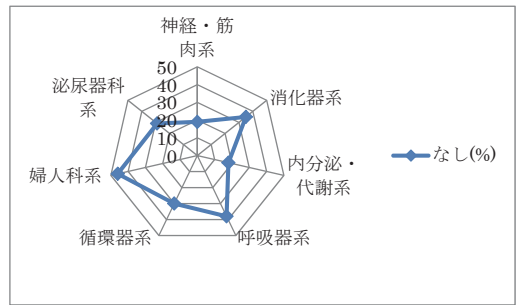 神経・筋
肉系
50
40
30
20
10
0
消化器系
内分泌・
代謝系
呼吸器系
循環器系
婦人科系
泌尿器科
系
なし(%)